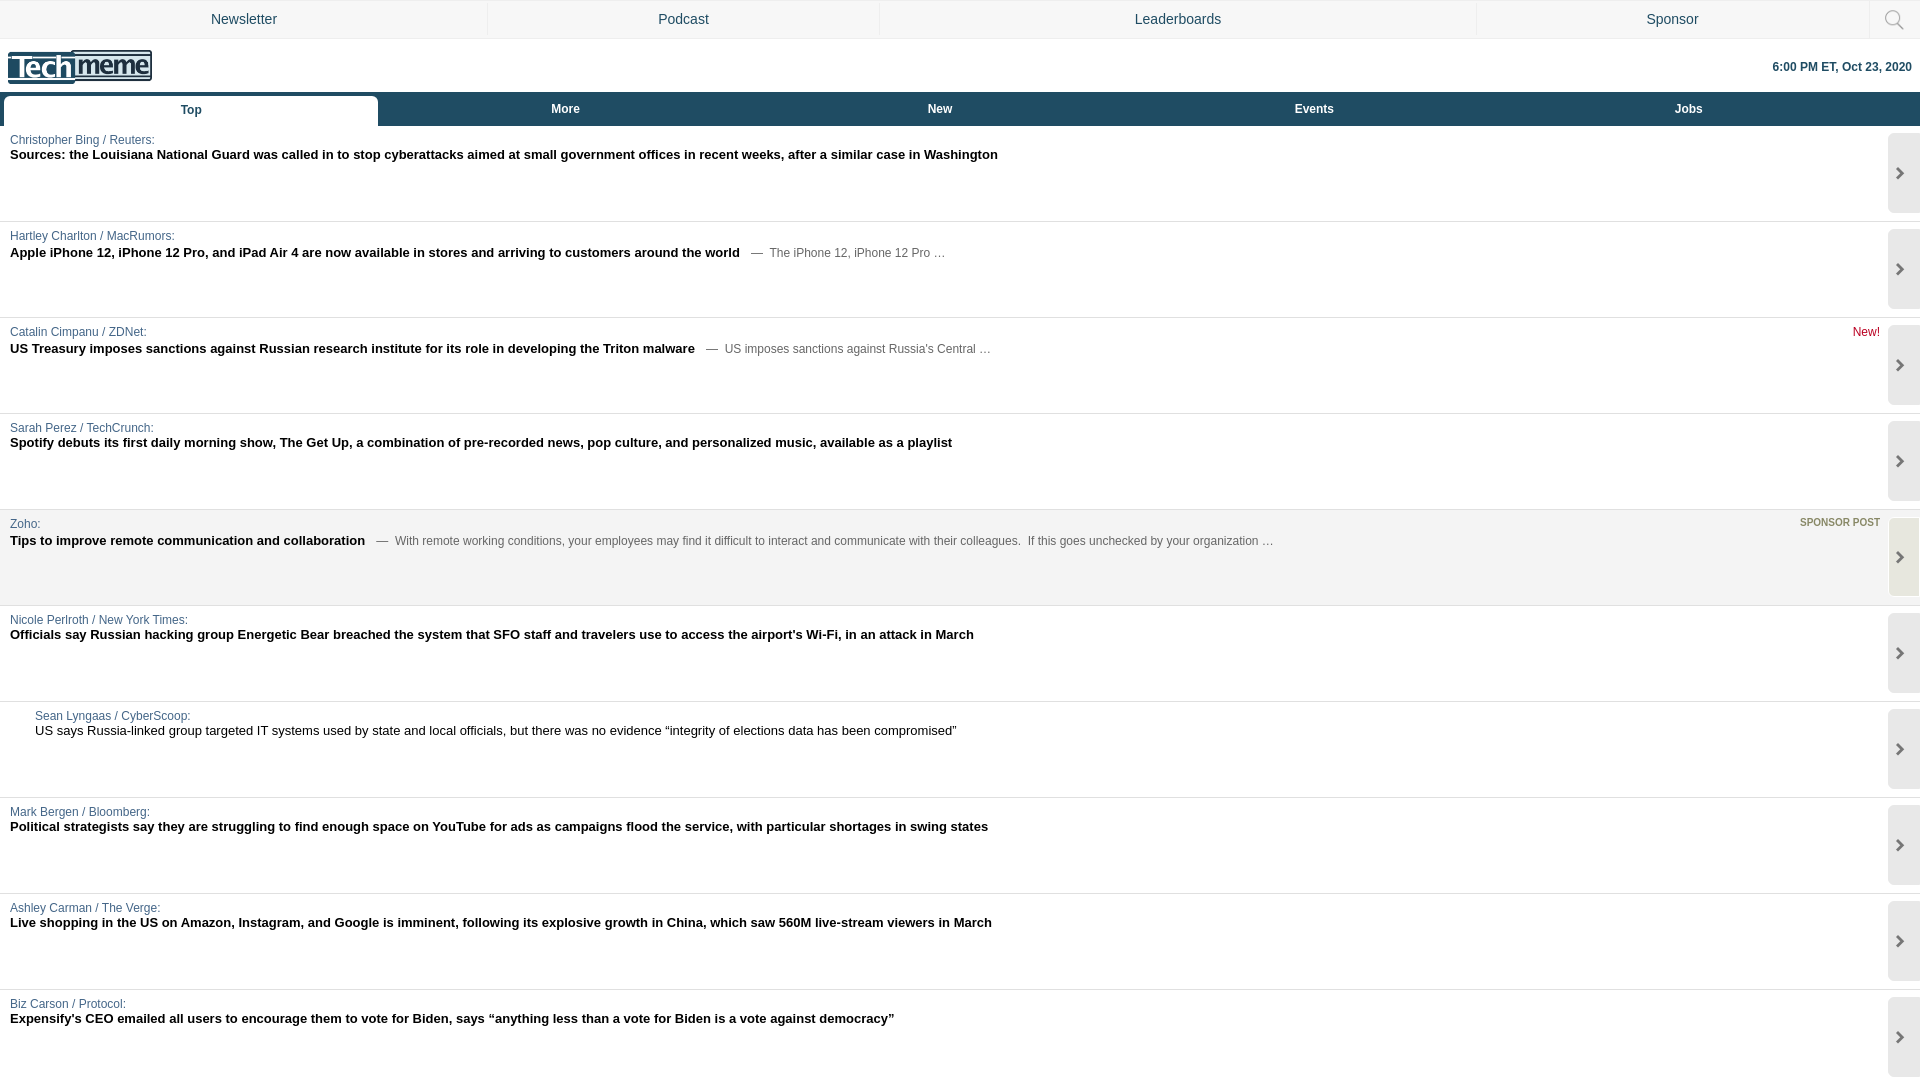 Newsletter
Podcast
Leaderboards
Sponsor
Techmeme
6:00 PM ET, Oct 23, 2020
Top
More
New
Events
Jobs
Christopher Bing / Reuters:
Sources: the Louisiana National Guard was called in to stop cyberattacks aimed at small government offices in recent weeks, after a similar case in Washington
Hartley Charlton / MacRumors:
Apple iPhone 12, iPhone 12 Pro, and iPad Air 4 are now available in stores and arriving to customers around the world — The iPhone 12, iPhone 12 Pro …
Catalin Cimpanu / ZDNet:
New!
US Treasury imposes sanctions against Russian research institute for its role in developing the Triton malware — US imposes sanctions against Russia's Central …
Sarah Perez / TechCrunch:
Spotify debuts its first daily morning show, The Get Up, a combination of pre-recorded news, pop culture, and personalized music, available as a playlist
Zoho:
SPONSOR POST
Tips to improve remote communication and collaboration — With remote working conditions, your employees may find it difficult to interact and communicate with their colleagues. If this goes unchecked by your organization …
Nicole Perlroth / New York Times:
Officials say Russian hacking group Energetic Bear breached the system that SFO staff and travelers use to access the airport's Wi-Fi, in an attack in March
Sean Lyngaas / CyberScoop:
US says Russia-linked group targeted IT systems used by state and local officials, but there was no evidence “integrity of elections data has been compromised”
Mark Bergen / Bloomberg:
Political strategists say they are struggling to find enough space on YouTube for ads as campaigns flood the service, with particular shortages in swing states
Ashley Carman / The Verge:
Live shopping in the US on Amazon, Instagram, and Google is imminent, following its explosive growth in China, which saw 560M live-stream viewers in March
Biz Carson / Protocol:
Expensify's CEO emailed all users to encourage them to vote for Biden, says “anything less than a vote for Biden is a vote against democracy”